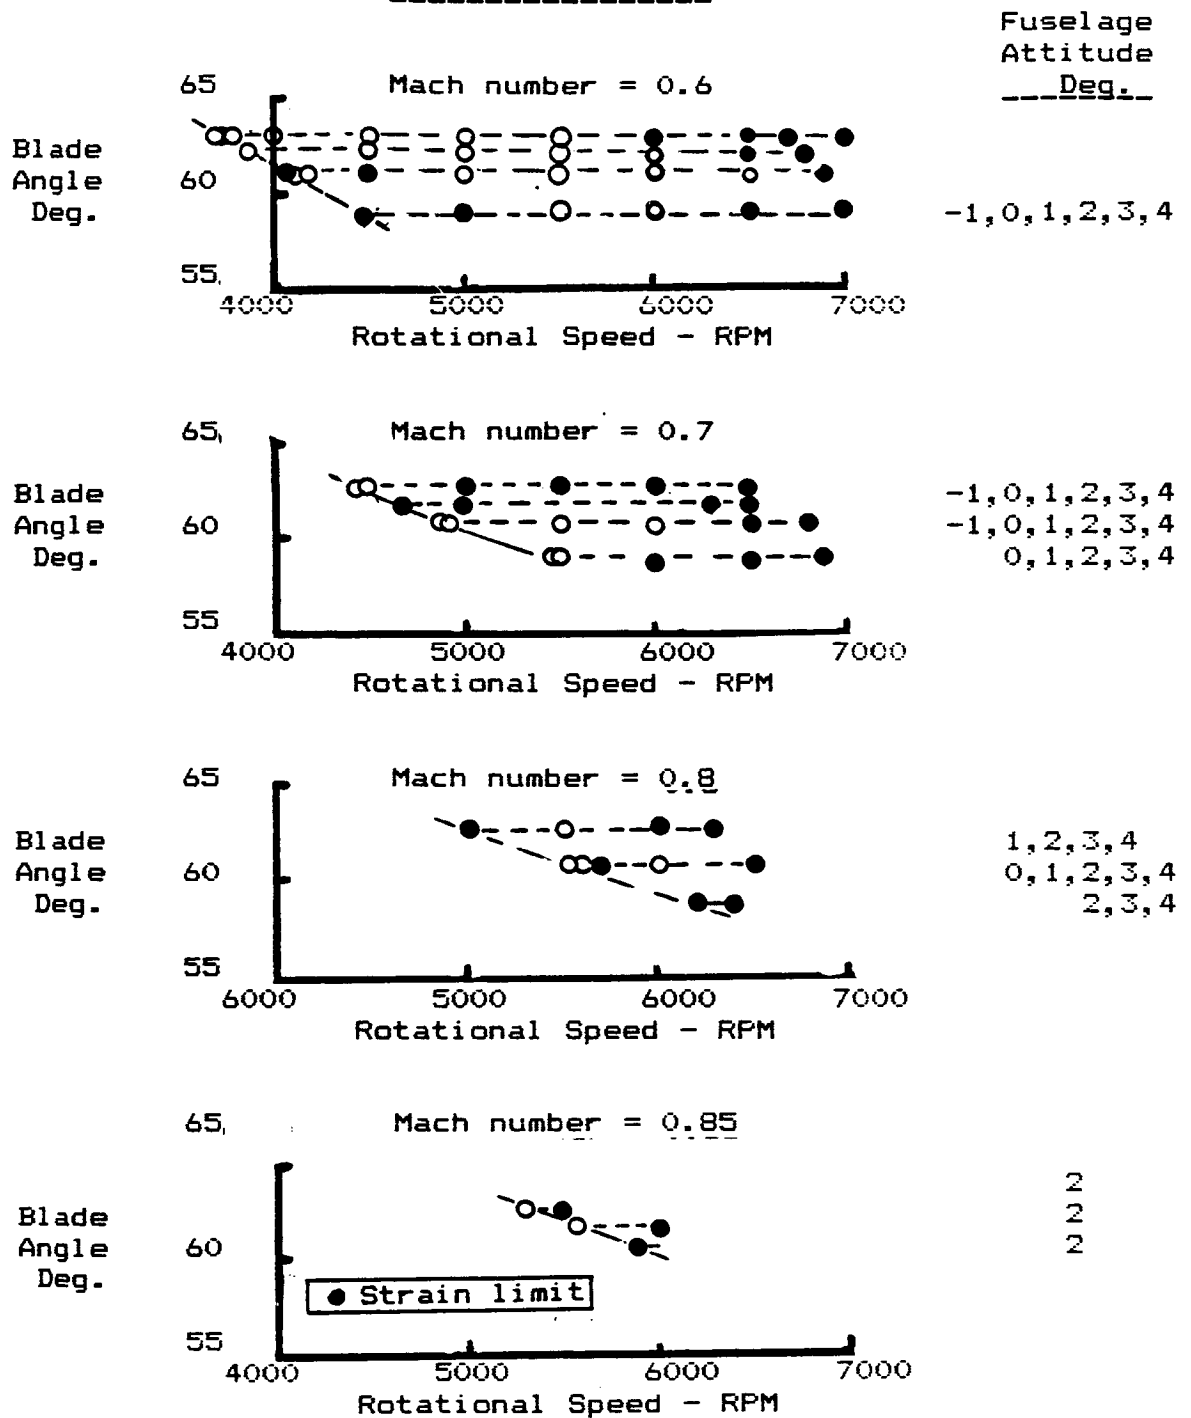 Fuselage
Attitude
Deg.
65
Mach number = 0.6
Blade
Angle
Deg.
60
-1,0,1,2,3,4
55
4000 5000 6000 7000
Rotational Speed - RPM
65
Mach number = 0.7
Blade
Angle
Deg.
60
-1,0,1,2,3,4
-1,0,1,2,3,4
0,1,2,3,4
55
4000 5000 6000 7000
Rotational Speed - RPM
65
Mach number = 0.8
Blade
Angle
Deg.
60
1,2,3,4
0,1,2,3,4
2,3,4
55
6000 5000 6000 7000
Rotational Speed - RPM
65
Mach number = 0.85
Blade
Angle
Deg.
60
2
2
2
Strain limit
55
4000 5000 6000 7000
Rotational Speed - RPM